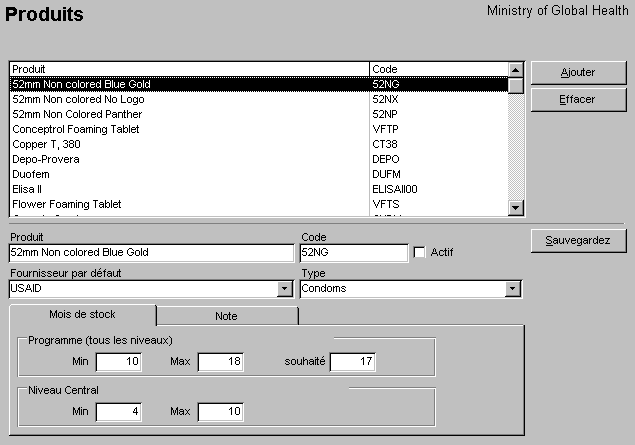 Produits
Ministry of Global Health
Produit Code
52mm Non colored Blue Gold 52NG
52mm Non colored No Logo 52NX
52mm Non Colored Panther 52NP
Conceptrol Foaming Tablet VFTP
Copper T, 380 CT38
Depo-Provera DEPO
Duofem DUFM
Elisa II ELISAII00
Flower Foaming Tablet VFTS
Ajouter
Effacer
Sauvegardez
Produit Code
52mm Non colored Blue Gold 52NG Actif
Fournisseur par défaut Type
USAID Condoms
Mois de stock Note
Programme (tous les niveaux)
Min 10 Max 18 souhaité 17
Niveau Central
Min 4 Max 10